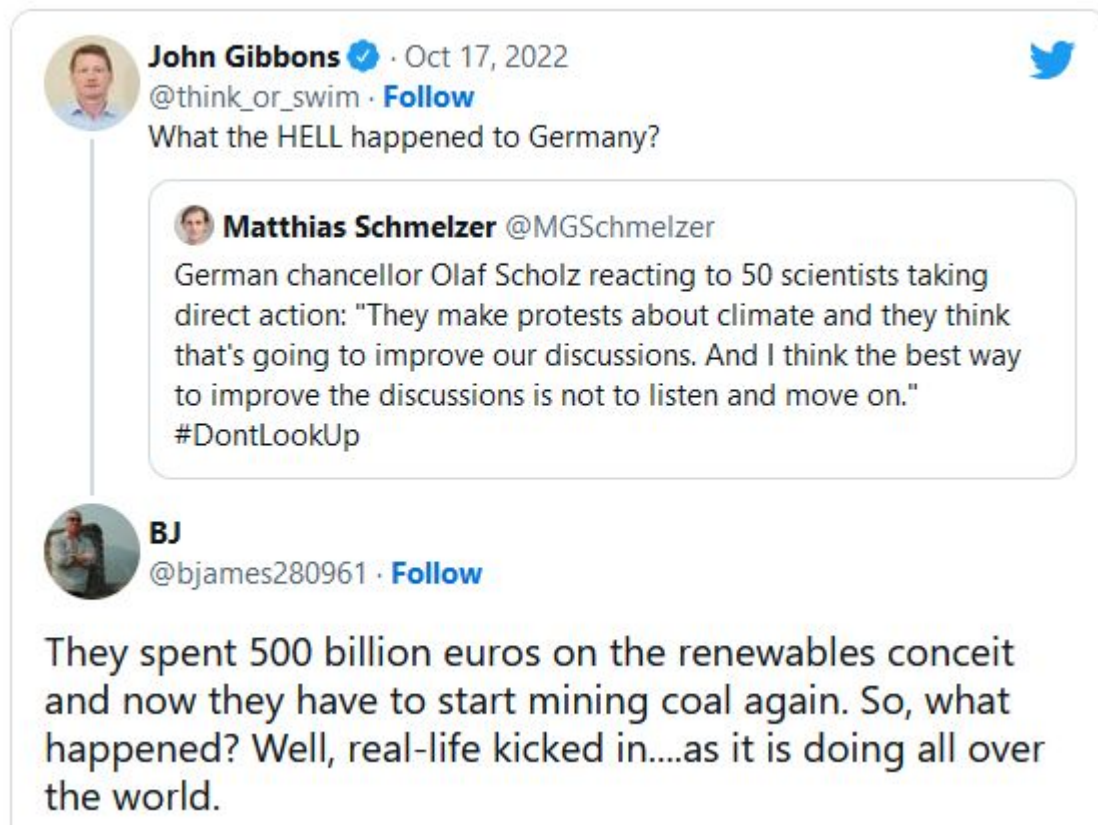 John Gibbons · Oct 17, 2022
@think_or_swim · Follow
What the HELL happened to Germany?
Matthias Schmelzer @MGSchmelzer
German chancellor Olaf Scholz reacting to 50 scientists taking
direct action: "They make protests about climate and they think
that's going to improve our discussions. And I think the best way
to improve the discussions is not to listen and move on."
#DontLookUp
BJ
@bjames280961 · Follow
They spent 500 billion euros on the renewables conceit
and now they have to start mining coal again. So, what
happened? Well, real-life kicked in....as it is doing all over
the world.